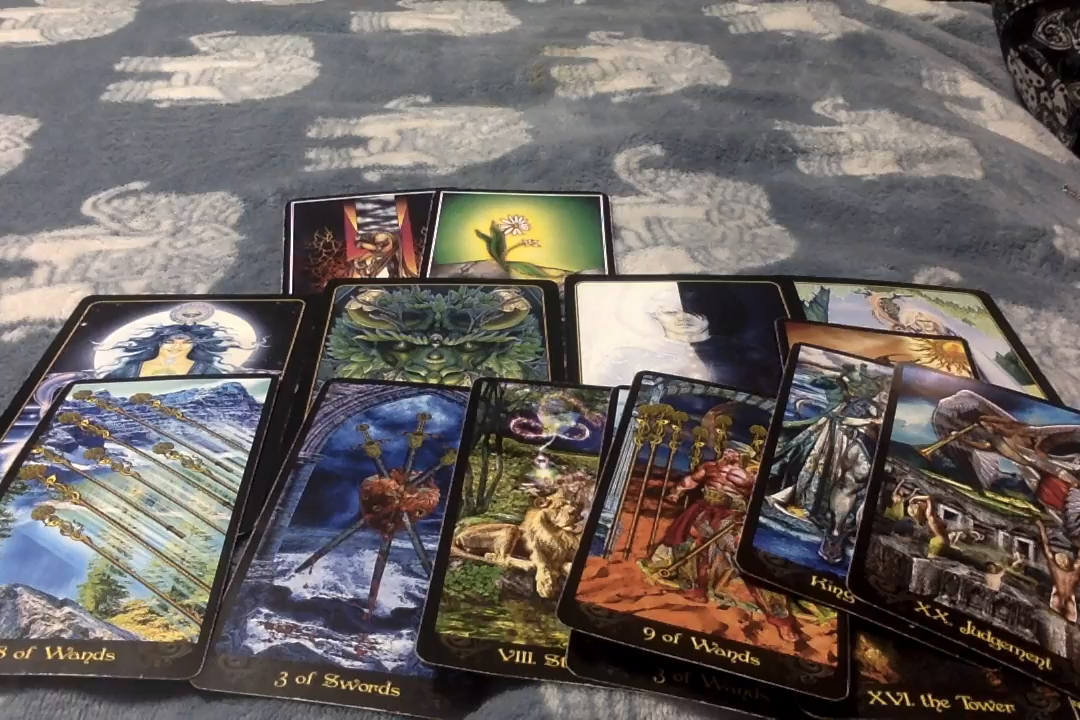 8 of Wands
3 of Swords
VIII. St
9 of Wands
3 of Wands
King
XX. Judgement
XVI. the Tower